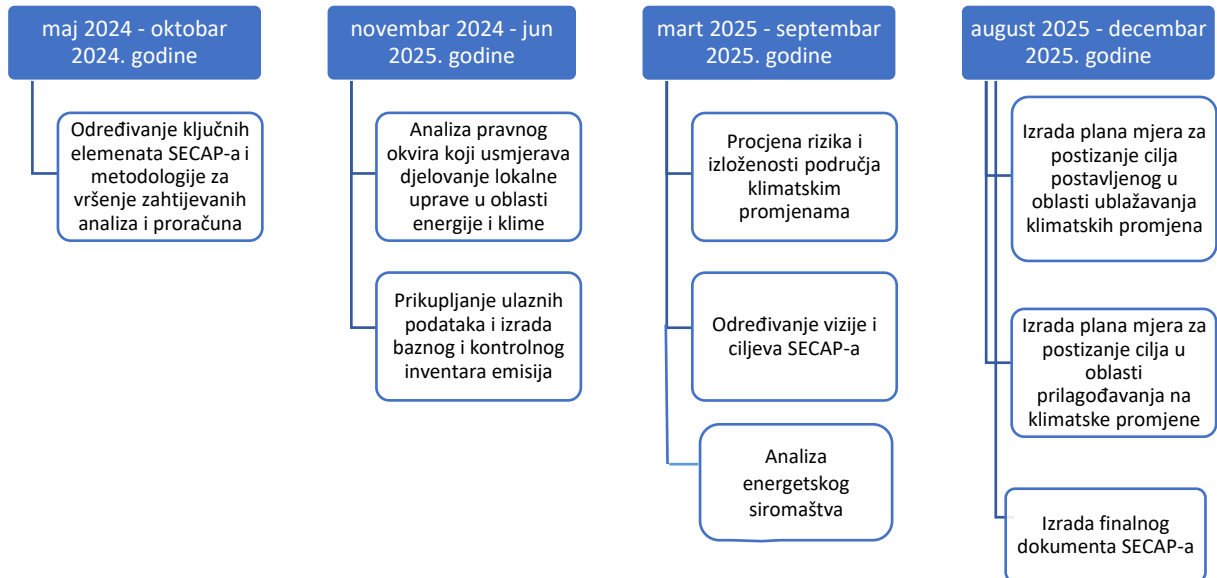 maj 2024 - oktobar
2024. godine
Određivanje ključnih
elemenata SECAP-a i
metodologije za
vršenje zahtijevanih
analiza i proračuna
novembar 2024 - jun
2025. godine
Analiza pravnog
okvira koji usmjerava
djelovanje lokalne
uprave u oblasti
energije i klime
Prikupljanje ulaznih
podataka i izrada
baznog i kontrolnog
inventara emisija
mart 2025 - septembar
2025. godine
Procjena rizika i
izloženosti područja
klimatskim
promjenama
Određivanje vizije i
ciljeva SECAP-a
Analiza
energetskog
siromaštva
august 2025 - decembar
2025. godine
Izrada plana mjera za
postizanje cilja
postavljenog u
oblasti ublažavanja
klimatskih promjena
Izrada plana mjera za
postizanje cilja u
oblasti
prilagođavanja na
klimatske promjene
Izrada finalnog
dokumenta SECAP-a